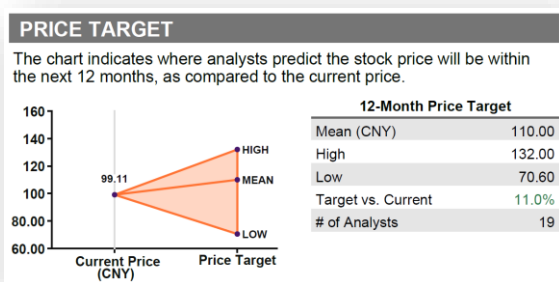 PRICE TARGET
The chart indicates where analysts predict the stock price will be within
the next 12 months, as compared to the current price.
160
140
120
100
80.00
60.00
99.11
HIGH
MEAN
LOW
Current Price
(CNY)
Price Target
12-Month Price Target
Mean (CNY) 110.00
High 132.00
Low 70.60
Target vs. Current 11.0%
# of Analysts 19